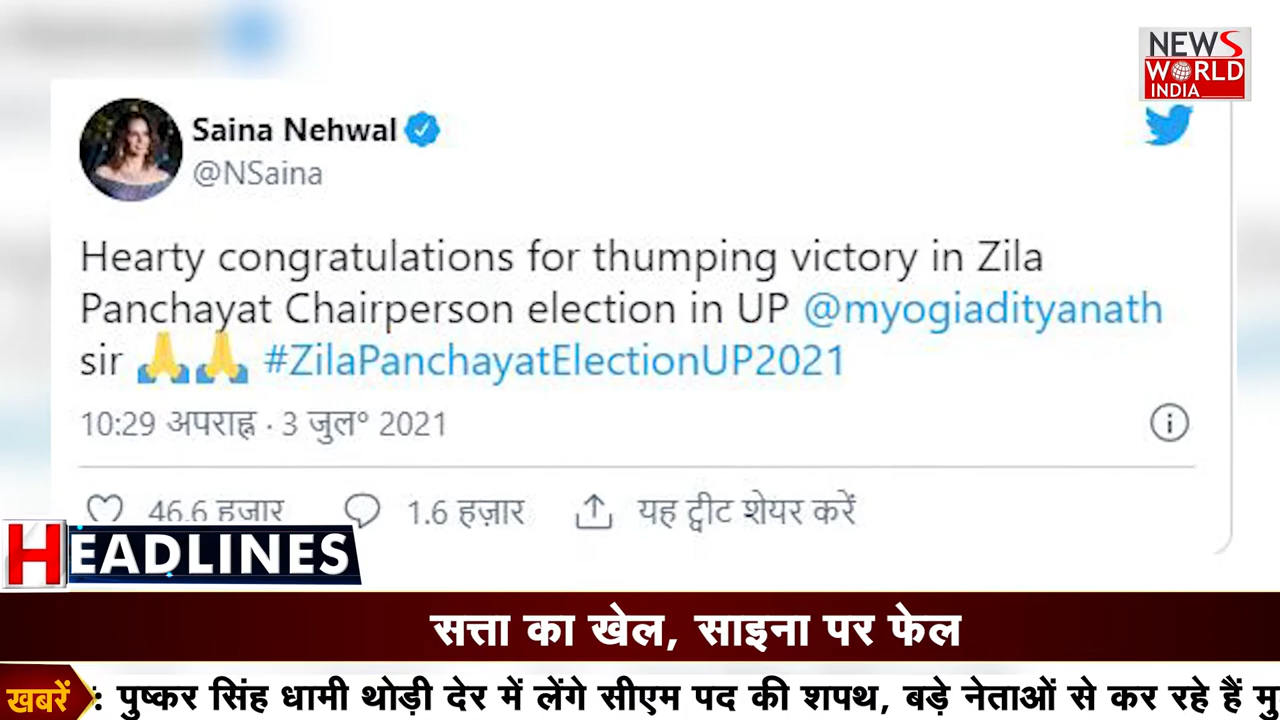 NEWS
WORLD
INDIA
Saina Nehwal
@NSaina
Hearty congratulations for thumping victory in Zila
Panchayat Chairperson election in UP @myogiadityanath
sir 🙏🙏 #ZilaPanchayatElectionUP2021
10:29 अपराह्न · 3 जुल॰ 2021
46.6 हज़ार 1.6 हज़ार यह ट्वीट शेयर करें
HEADLINES
सत्ता का खेल, साइना पर फेल
खबरें : पुष्कर सिंह धामी थोड़ी देर में लेंगे सीएम पद की शपथ, बड़े नेताओं से कर रहे हैं मु